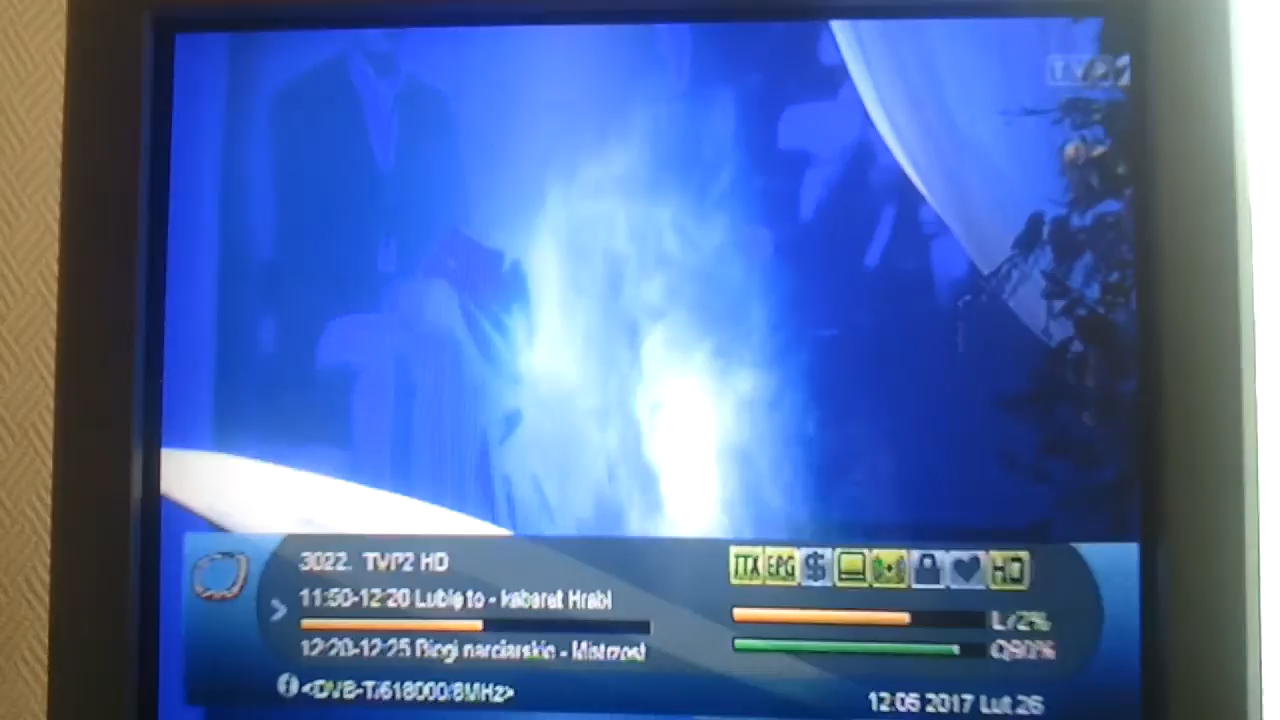 TVP2
3022. TVP2 HD
TTX EPG $ HD
11:50-12:20 Lubię to - kabaret Hrabi
L72%
12:20-12:25 Biegi narciarskie - Mistrzost
Q90%
<DVB-T/618000/8MHz>
12:06 2017 Lut 26